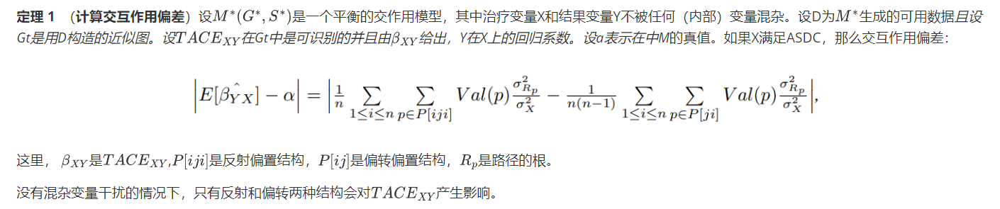 定理 1 （计算交互作用偏差）设$M^*(G^*, S^*)$是一个平衡的交作用模型，其中治疗变量X和结果变量Y不被任何（内部）变量混杂。设D为$M^*$生成的可用数据且设
Gt是用D构造的近似图。设$TACE_{XY}$在Gt中是可识别的并且由$\beta_{XY}$给出，Y在X上的回归系数。设α表示在中M的真值。如果X满足ASDC，那么交互作用偏差：
$$\left|E[\hat{\beta_{YX}}] - \alpha\right| = \left|\frac{1}{n} \sum_{1 \leq i \leq n} \sum_{p \in P[iji]} Val(p) \frac{\sigma^2_{R_p}}{\sigma^2_X} - \frac{1}{n(n-1)} \sum_{1 \leq i \leq n} \sum_{p \in P[ji]} Val(p) \frac{\sigma^2_{R_p}}{\sigma^2_X}\right|,$$
这里， $\beta_{XY}$是$TACE_{XY}$,$P[iji]$是反射偏置结构，$P[ij]$是偏转偏置结构，$R_p$是路径的根。
没有混杂变量干扰的情况下，只有反射和偏转两种结构会对$TACE_{XY}$产生影响。